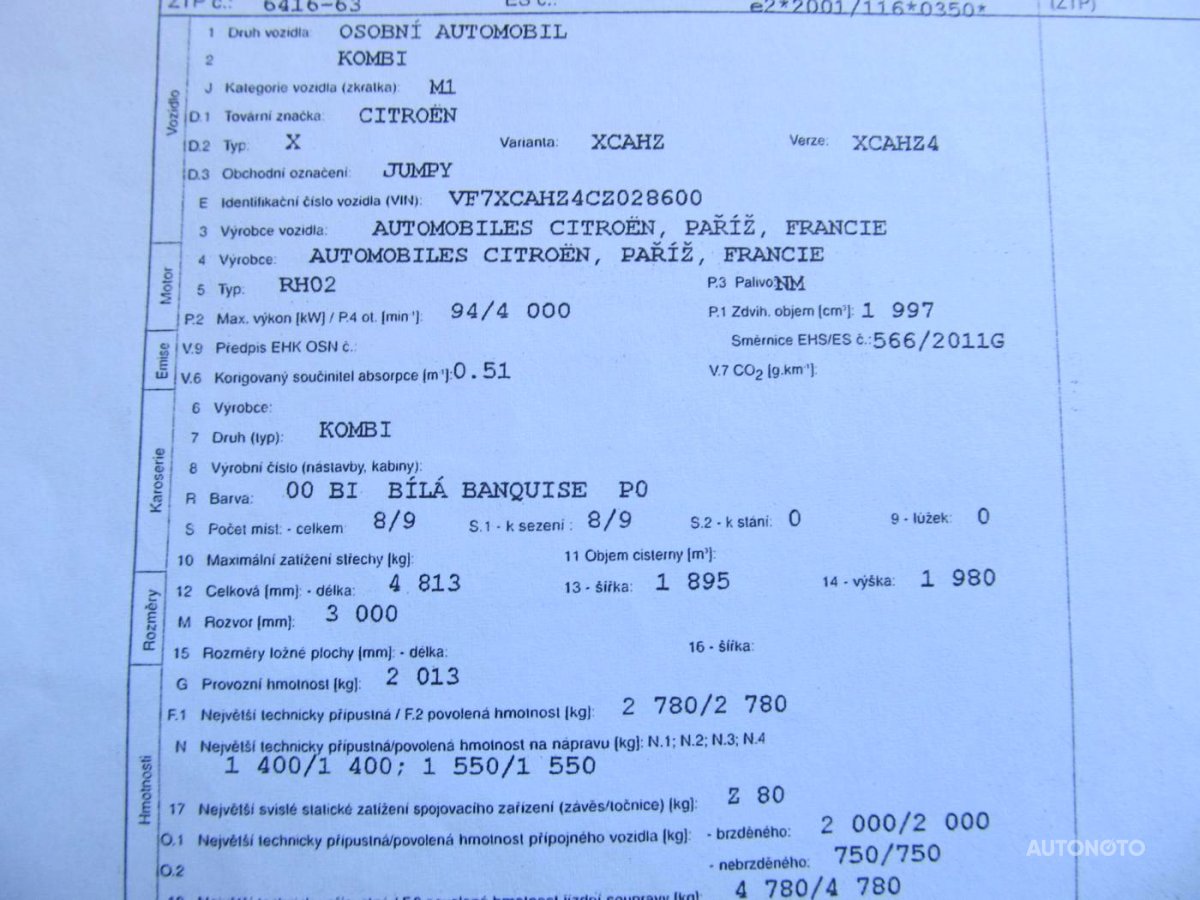 ZTP č.: 6416-63 ES č.: e2*2001/116*0350* (ZTP)
1 Druh vozidla: OSOBNÍ AUTOMOBIL
2 KOMBI
J Kategorie vozidla (zkratka): M1
D.1 Tovární značka: CITROËN
D.2 Typ: X Varianta: XCAHZ Verze: XCAHZ4
D.3 Obchodní označení: JUMPY
E Identifikační číslo vozidla (VIN): VF7XCAHZ4CZ028600
3 Výrobce vozidla: AUTOMOBILES CITROËN, PAŘÍŽ, FRANCIE
4 Výrobce: AUTOMOBILES CITROËN, PAŘÍŽ, FRANCIE
5 Typ: RH02 P.3 Palivo: NM
P.2 Max. výkon [kW] / P.4 ot. [min⁻¹]: 94/4 000 P.1 Zdvih. objem [cm³]: 1 997
V.9 Předpis EHK OSN č.: Směrnice EHS/ES č.: 566/2011G
V.6 Korigovaný součinitel absorpce [m⁻¹]: 0.51 V.7 CO₂ [g.km⁻¹]:
6 Výrobce:
7 Druh (typ): KOMBI
8 Výrobní číslo (nástavby, kabiny):
R Barva: 00 BI BÍLÁ BANQUISE P0
S Počet míst: - celkem 8/9 S.1 - k sezení : 8/9 S.2 - k stání: 0 9 - lůžek: 0
10 Maximální zatížení střechy [kg]: 11 Objem cisterny [m³]:
12 Celková [mm]: - délka: 4 813 13 - šířka: 1 895 14 - výška: 1 980
M Rozvor [mm]: 3 000
15 Rozměry ložné plochy [mm]: - délka: 16 - šířka:
G Provozní hmotnost [kg]: 2 013
F.1 Největší technicky přípustná / F.2 povolená hmotnost [kg]: 2 780/2 780
N Největší technicky přípustná/povolená hmotnost na nápravu [kg]: N.1; N.2; N.3; N.4
1 400/1 400; 1 550/1 550
17 Největší svislé statické zatížení spojovacího zařízení (závěs/točnice) [kg]: Z 80
O.1 Největší technicky přípustná/povolená hmotnost přípojného vozidla [kg]: - brzděného: 2 000/2 000
O.2 - nebrzděného: 750/750
4 780/4 780
Vozidlo
Motor
Emise
Karoserie
Rozměry
Hmotnosti
AUTONOTO